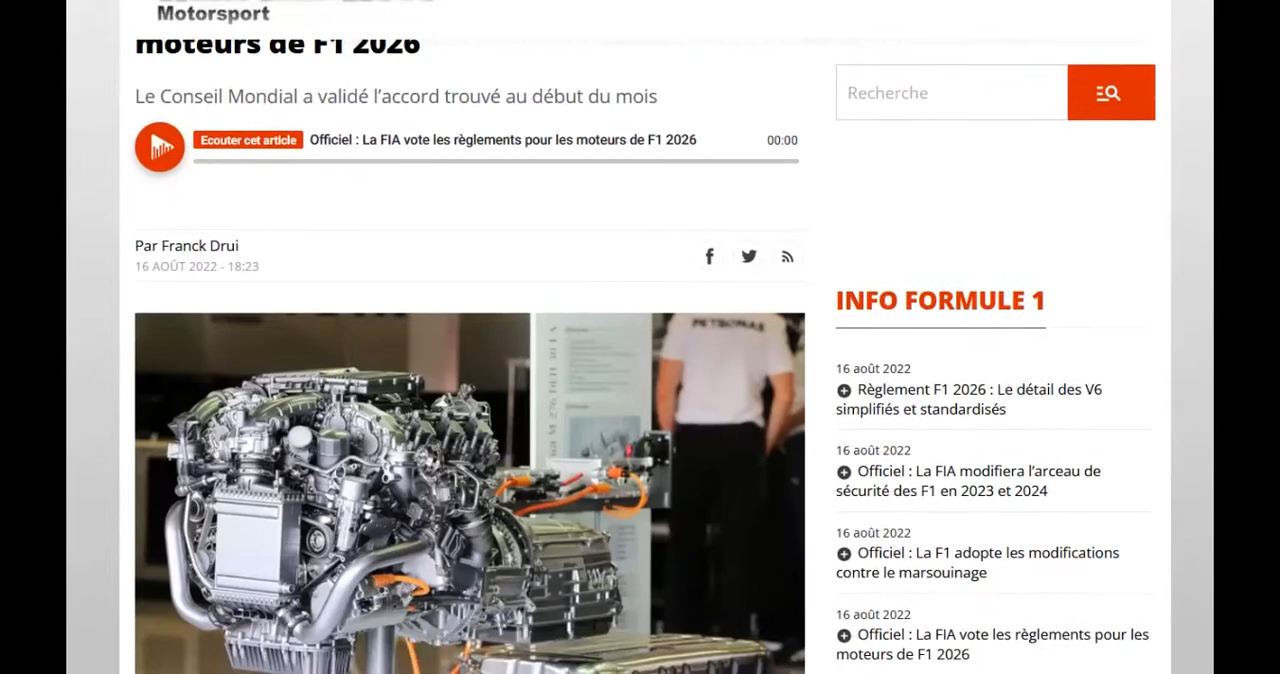 Motorsport
moteurs de F1 2026
Le Conseil Mondial a validé l’accord trouvé au début du mois
Ecouter cet article Officiel : La FIA vote les règlements pour les moteurs de F1 2026 00:00
Par Franck Drui
16 AOÛT 2022 - 18:23
PETRONAS
Recherche
INFO FORMULE 1
16 août 2022
Règlement F1 2026 : Le détail des V6
simplifiés et standardisés
16 août 2022
Officiel : La FIA modifiera l’arceau de
sécurité des F1 en 2023 et 2024
16 août 2022
Officiel : La F1 adopte les modifications
contre le marsouinage
16 août 2022
Officiel : La FIA vote les règlements pour les
moteurs de F1 2026